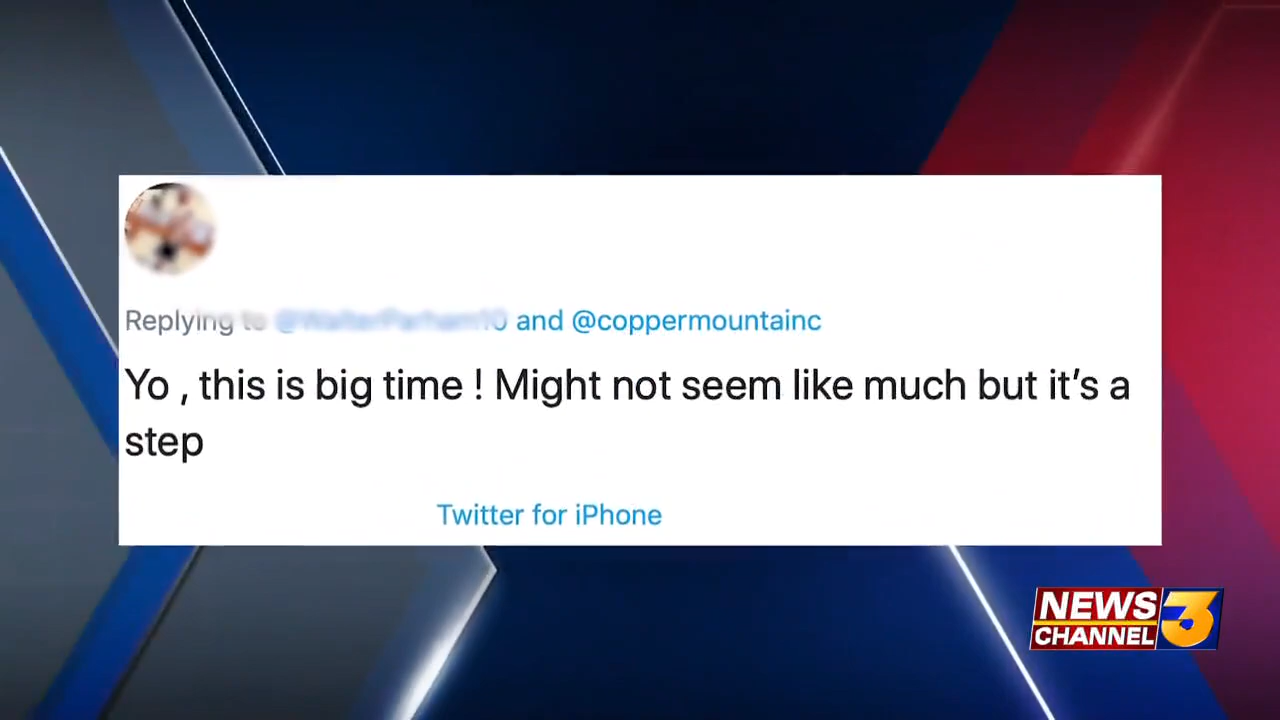 Replying to and @coppermountainc
Yo , this is big time ! Might not seem like much but it’s a
step
Twitter for iPhone
NEWS
CHANNEL 3